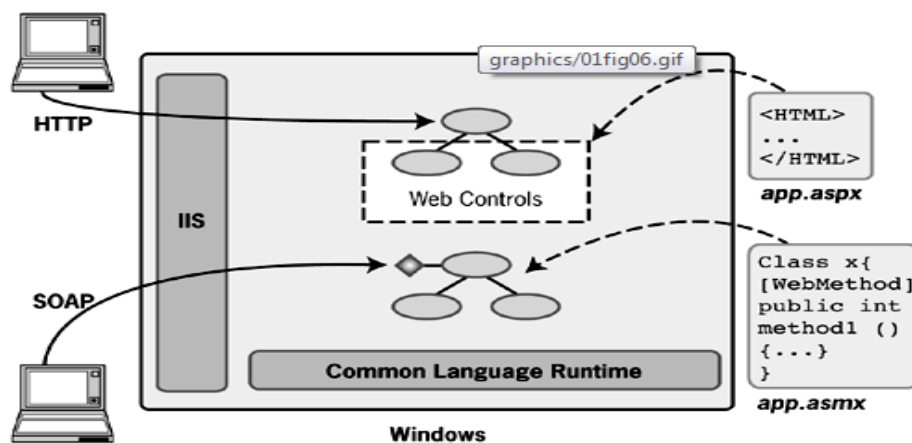 graphics/01fig06.gif
HTTP
<HTML>
...
</HTML>
app.aspx
Web Controls
IIS
SOAP
Class x{
[WebMethod]
public int
method1 ()
{...}
}
app.asmx
Common Language Runtime
Windows